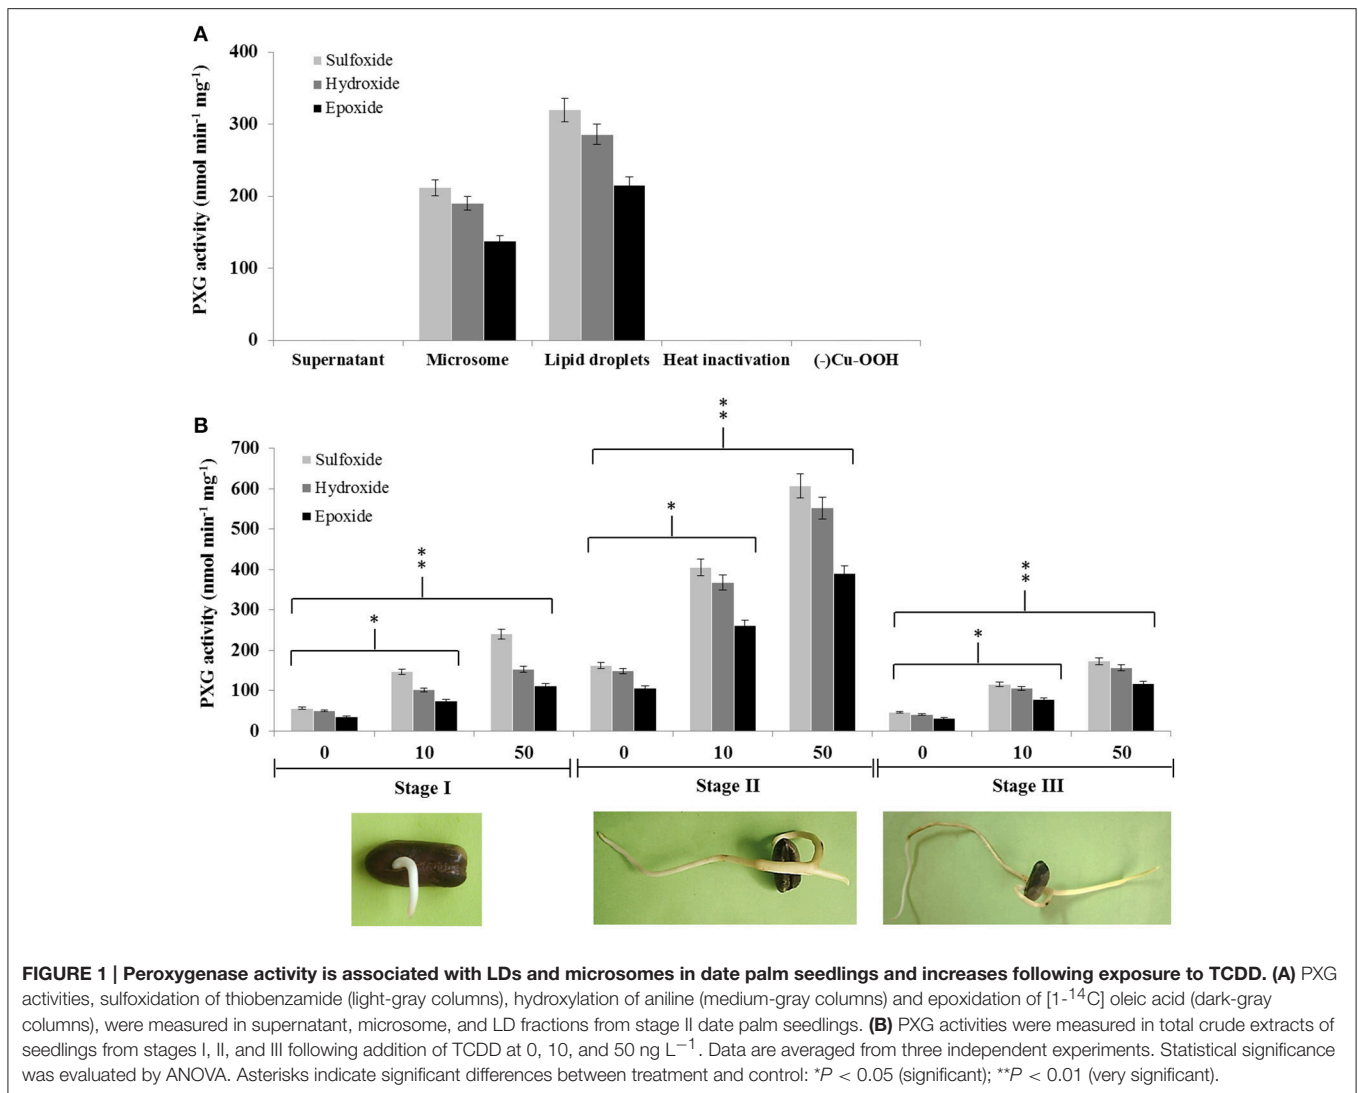 A
PXG activity (nmol min-1 mg-1)
400
300
200
100
0
Sulfoxide
Hydroxide
Epoxide
Supernatant Microsome Lipid droplets Heat inactivation (-)Cu-OOH
B
PXG activity (nmol min-1 mg-1)
700
600
500
400
300
200
100
0
Sulfoxide
Hydroxide
Epoxide
*
**
*
**
*
**
0 10 50 0 10 50 0 10 50
Stage I Stage II Stage III
FIGURE 1 | Peroxygenase activity is associated with LDs and microsomes in date palm seedlings and increases following exposure to TCDD. (A) PXG
activities, sulfoxidation of thiobenzamide (light-gray columns), hydroxylation of aniline (medium-gray columns) and epoxidation of [1-14C] oleic acid (dark-gray
columns), were measured in supernatant, microsome, and LD fractions from stage II date palm seedlings. (B) PXG activities were measured in total crude extracts of
seedlings from stages I, II, and III following addition of TCDD at 0, 10, and 50 ng L−1. Data are averaged from three independent experiments. Statistical significance
was evaluated by ANOVA. Asterisks indicate significant differences between treatment and control: *P < 0.05 (significant); **P < 0.01 (very significant).